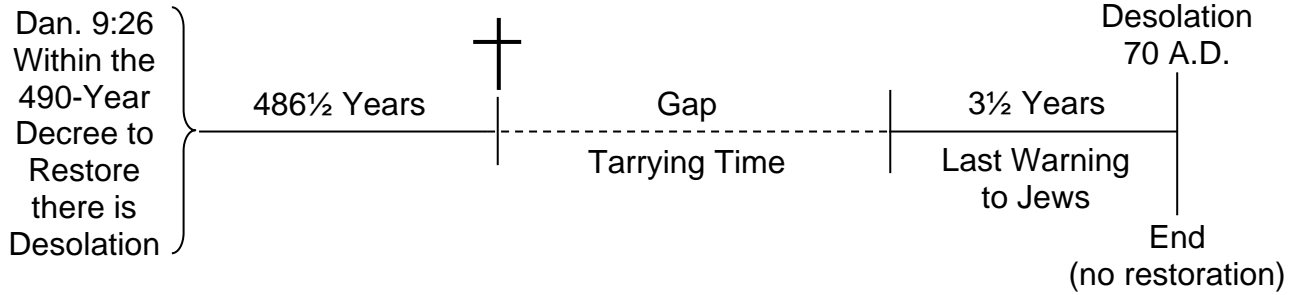 Dan. 9:26
Within the
490-Year
Decree to
Restore
there is
Desolation
486½ Years
Gap
Tarrying Time
3½ Years
Last Warning
to Jews
Desolation
70 A.D.
End
(no restoration)